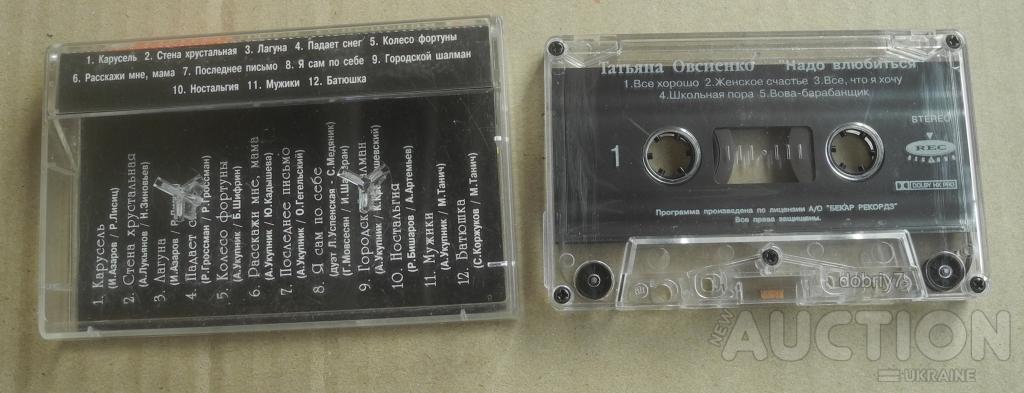 1. Карусель 2. Стена хрустальная 3. Лагуна 4. Падает снег 5. Колесо фортуны
6. Расскажи мне, мама 7. Последнее письмо 8. Я сам по себе 9. Городской шалман
10. Ностальгия 11. Мужики 12. Батюшка
1. Карусель
(И.Азаров / Р.Лисиц)
2. Стена хрустальная
(А.Лукьянов / Н.Зиновьев)
3. Лагуна
(И.Азаров /
4. Падает
(Р.Гроссман / Р.Гроссман)
5. Колесо фортуны
(А.Укупник / Б.Шифрин)
6. Расскажи мне, мама
(А.Укупник / Ю.Кадышева)
7. Последнее письмо
(А.Укупник / О.Гегельский)
8. Я сам по себе
(дуэт Л.Успенская - С.Медяник)
(Г.Мовсесян /
9. Городско лман
(А.Укупник /
10. Ностальгия
(Р.Бишаров / А.Артемьев)
11. Мужики
(А.Укупник / М.Танич)
12. Батюшка
(С.Коржуков / М.Танич)
Татьяна Овсиенко "Надо влюбиться"
1.Все хорошо 2.Женское счастье 3.Все, что я хочу
4.Школьная пора 5.Вова-барабанщик
STEREO
1
REC
DOLBY HX PRO
Программа произведена по лицензии А/О "БЕКАР РЕКОРДЗ"
Все права защищены.
dobriy7s
NEW
AUCTION
UKRAINE